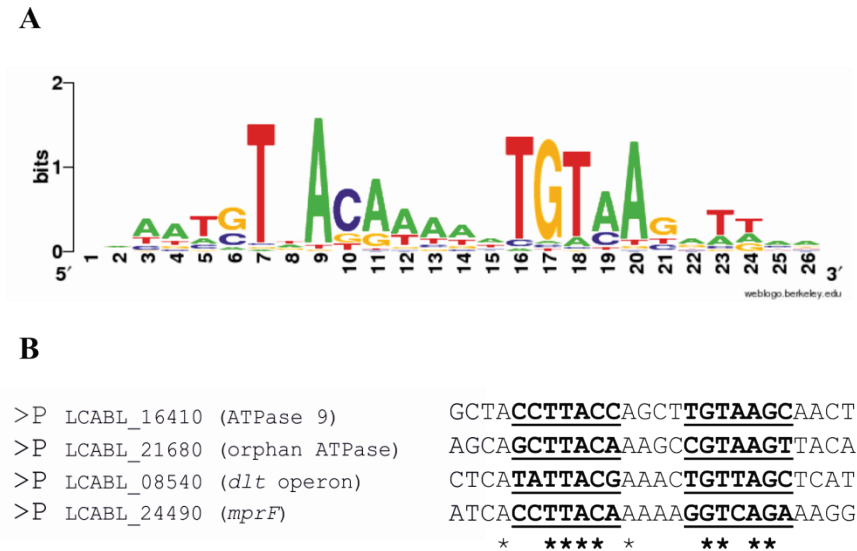 A
2
bits
1
0
5′ 1 2 3 4 5 6 7 8 9 10 11 12 13 14 15 16 17 18 19 20 21 22 23 24 25 26 3′
weblogo.berkeley.edu
B
>P LCABL_16410 (ATPase 9) GCTACCTTACCAGCTTGTAAGCAACT
>P LCABL_21680 (orphan ATPase) AGCAGCTTACAAAGCCGTAAGTTACA
>P LCABL_08540 (dlt operon) CTCATATTACGAAACTGTTAGCTCAT
>P LCABL_24490 (mprF) ATCACCTTACAAAAAGGTCAGAAAGG
* **** * ** **